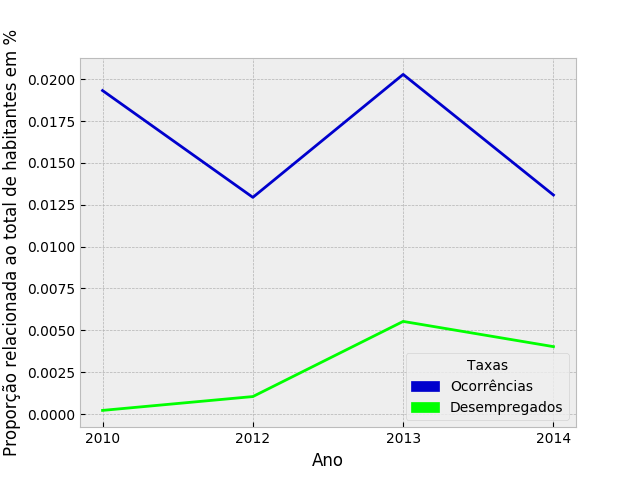 Proporção relacionada ao total de habitantes em %
0.0200
0.0175
0.0150
0.0125
0.0100
0.0075
0.0050
0.0025
0.0000
Taxas
Ocorrências
Desempregados
2010 2012 2013 2014
Ano